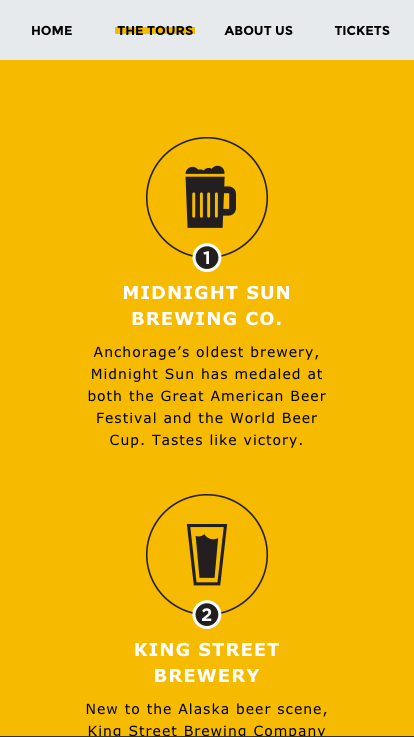 HOME THE TOURS ABOUT US TICKETS
1
MIDNIGHT SUN
BREWING CO.
Anchorage’s oldest brewery,
Midnight Sun has medaled at
both the Great American Beer
Festival and the World Beer
Cup. Tastes like victory.
2
KING STREET
BREWERY
New to the Alaska beer scene,
King Street Brewing Company